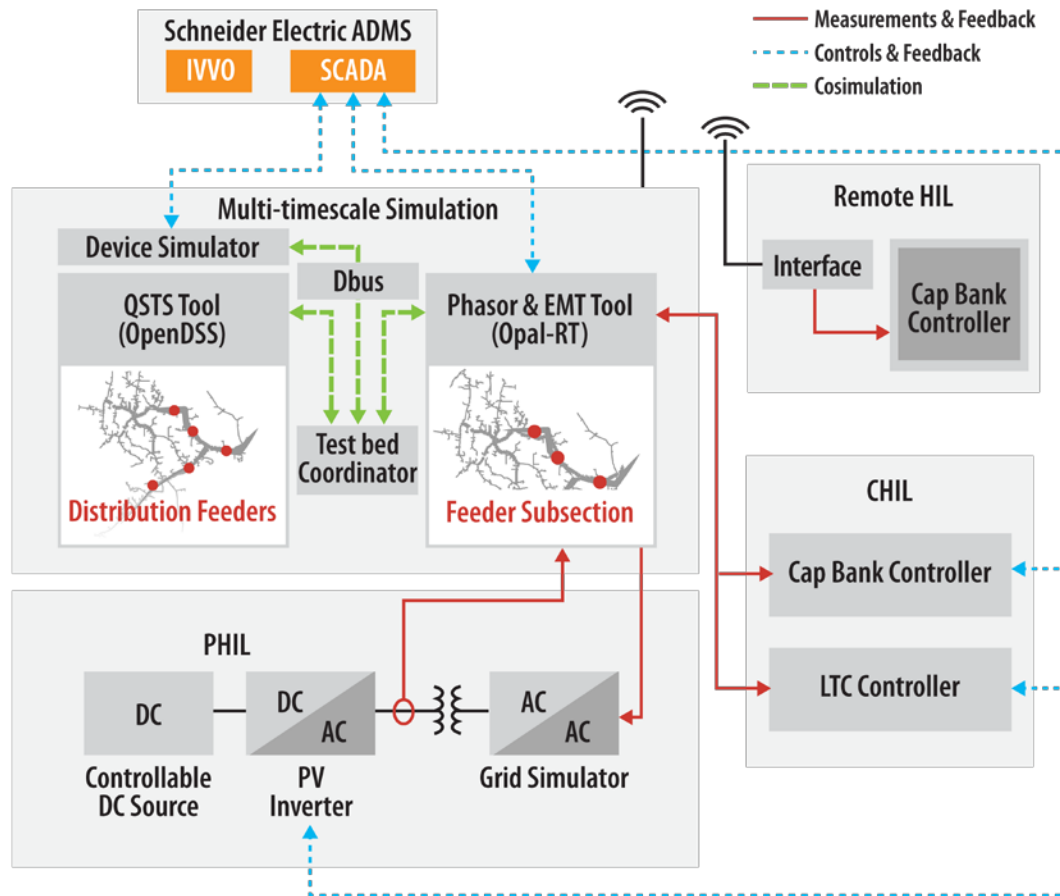 Schneider Electric ADMS
IVVO
SCADA
Measurements & Feedback
Controls & Feedback
Cosimulation
Multi-timescale Simulation
Device Simulator
Dbus
QSTS Tool
(OpenDSS)
Phasor & EMT Tool
(Opal-RT)
Distribution Feeders
Test bed
Coordinator
Feeder Subsection
Remote HIL
Interface
Cap Bank
Controller
CHIL
Cap Bank Controller
LTC Controller
PHIL
DC
Controllable
DC Source
DC
AC
PV
Inverter
AC
AC
Grid Simulator